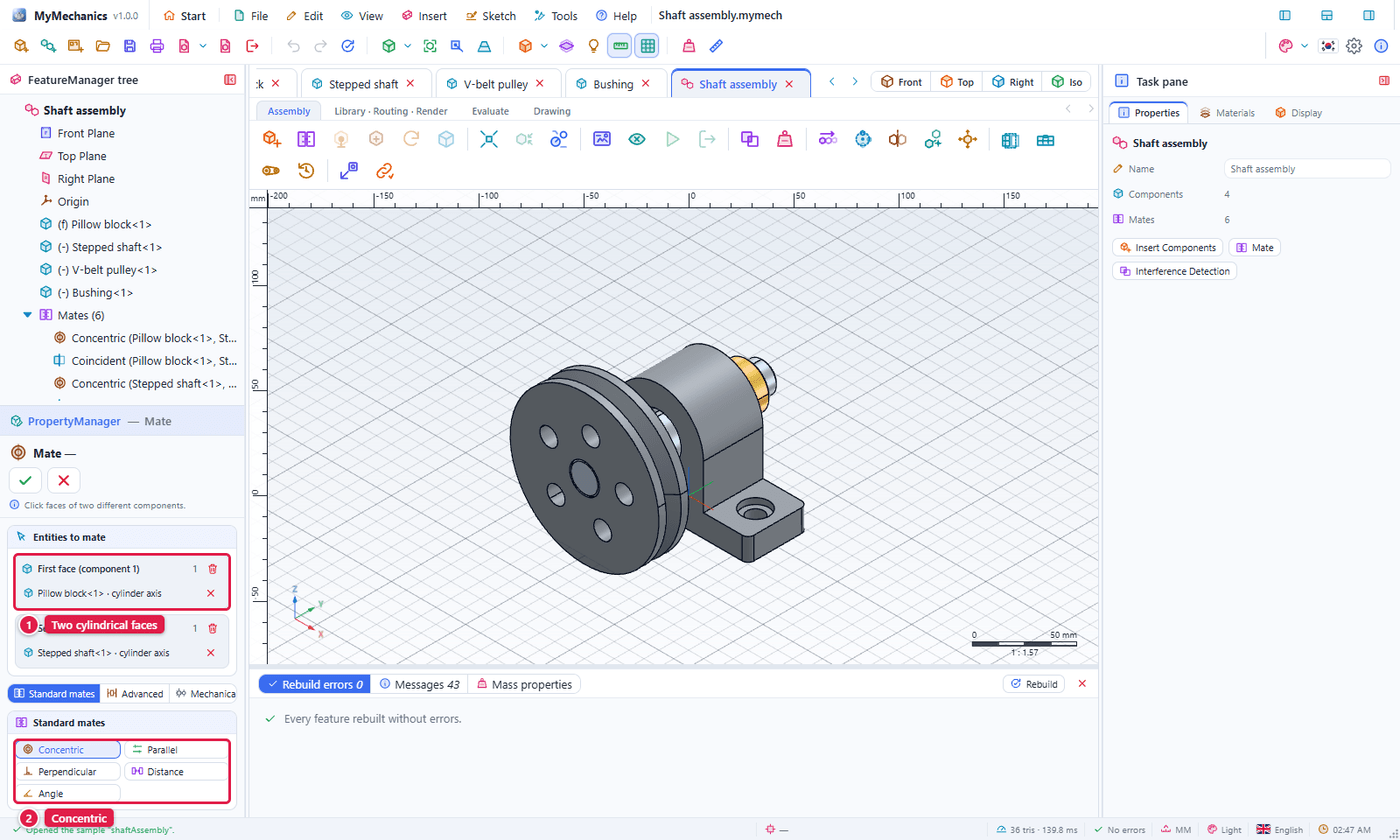 MyMechanics v1.0.0 Start File Edit View Insert Sketch Tools Help Shaft assembly.mymech
FeatureManager tree
Shaft assembly
Front Plane
Top Plane
Right Plane
Origin
(f) Pillow block<1>
(-) Stepped shaft<1>
(-) V-belt pulley<1>
(-) Bushing<1>
Mates (6)
Concentric (Pillow block<1>, St...
Coincident (Pillow block<1>, St...
Concentric (Stepped shaft<1>, ...
PropertyManager — Mate
Mate —
Click faces of two different components.
Entities to mate
First face (component 1) 1
Pillow block<1> · cylinder axis
1 Two cylindrical faces 1
Stepped shaft<1> · cylinder axis
Standard mates Advanced Mechanica
Standard mates
Concentric Parallel
Perpendicular Distance
Angle
2 Concentric
Opened the sample "shaftAssembly".
k Stepped shaft V-belt pulley Bushing Shaft assembly Front Top Right Iso
Assembly Library · Routing · Render Evaluate Drawing
mm -200 -150 -100 -50 0 50 100 150
100
50
0
-50
Z
Y
X
0 50 mm
1 : 1.57
Rebuild errors 0 Messages 43 Mass properties Rebuild
Every feature rebuilt without errors.
Task pane
Properties Materials Display
Shaft assembly
Name Shaft assembly
Components 4
Mates 6
Insert Components Mate
Interference Detection
— 36 tris · 139.8 ms No errors MM Light English 02:47 AM